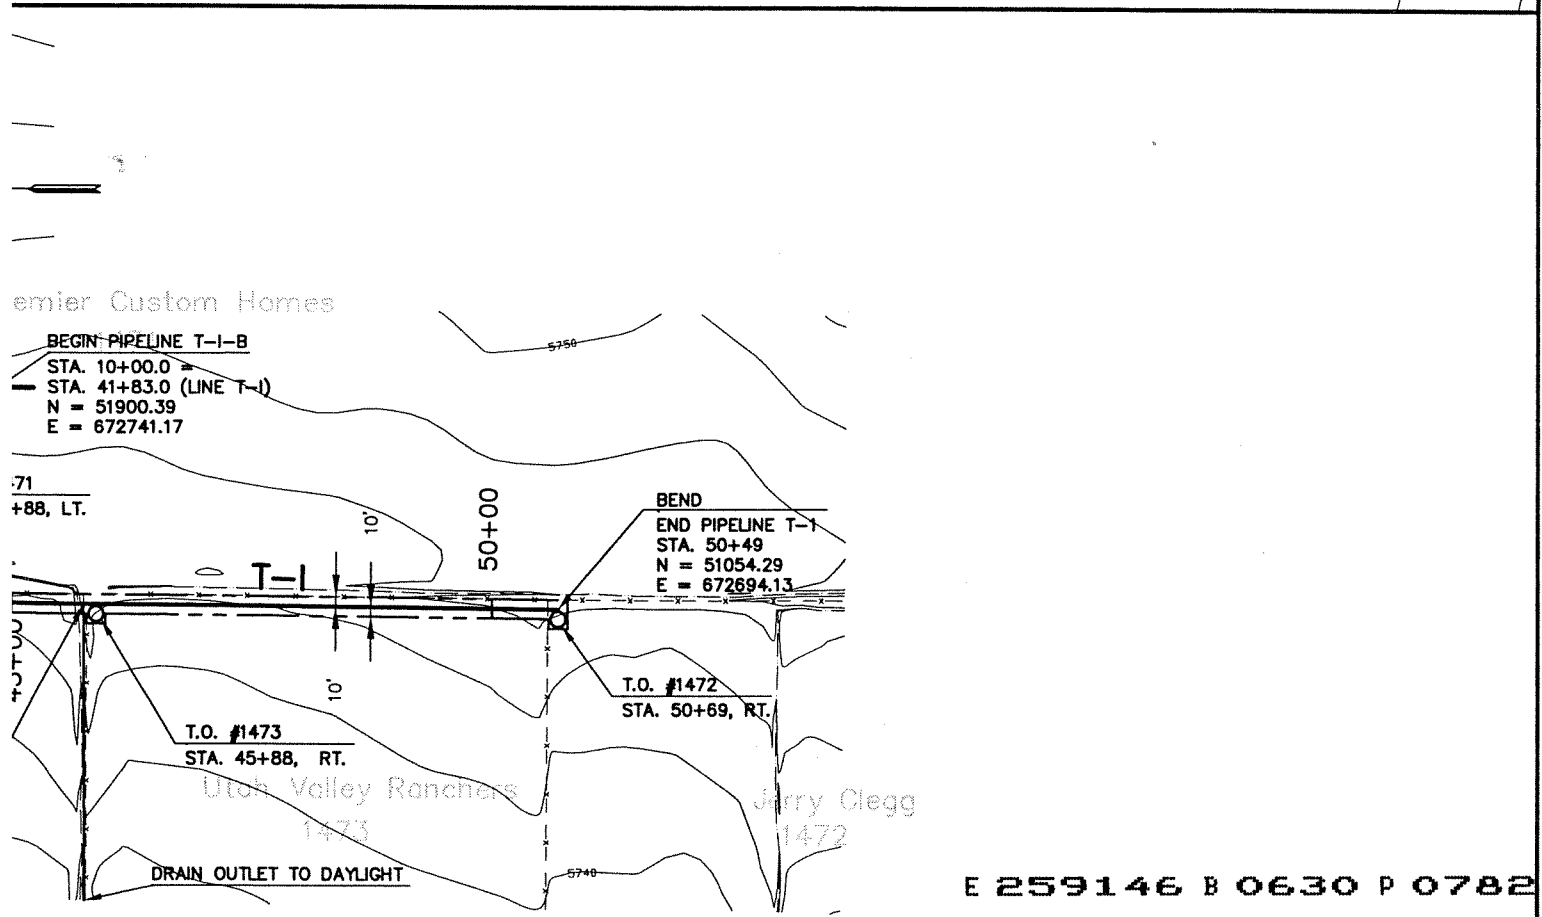 emier Custom Homes
BEGIN PIPELINE T-I-B
STA. 10+00.0 =
STA. 41+83.0 (LINE T-I)
N = 51900.39
E = 672741.17
5750
71
+88, LT.
10'
50+00
BEND
END PIPELINE T-1
STA. 50+49
N = 51054.29
E = 672694.13
T-I
10'
T.O. #1472
STA. 50+69, RT.
T.O. #1473
STA. 45+88, RT.
Utah Valley Ranchers
1473
Jerry Clegg
1472
DRAIN OUTLET TO DAYLIGHT
5740
E 259146 B 0630 P 0782